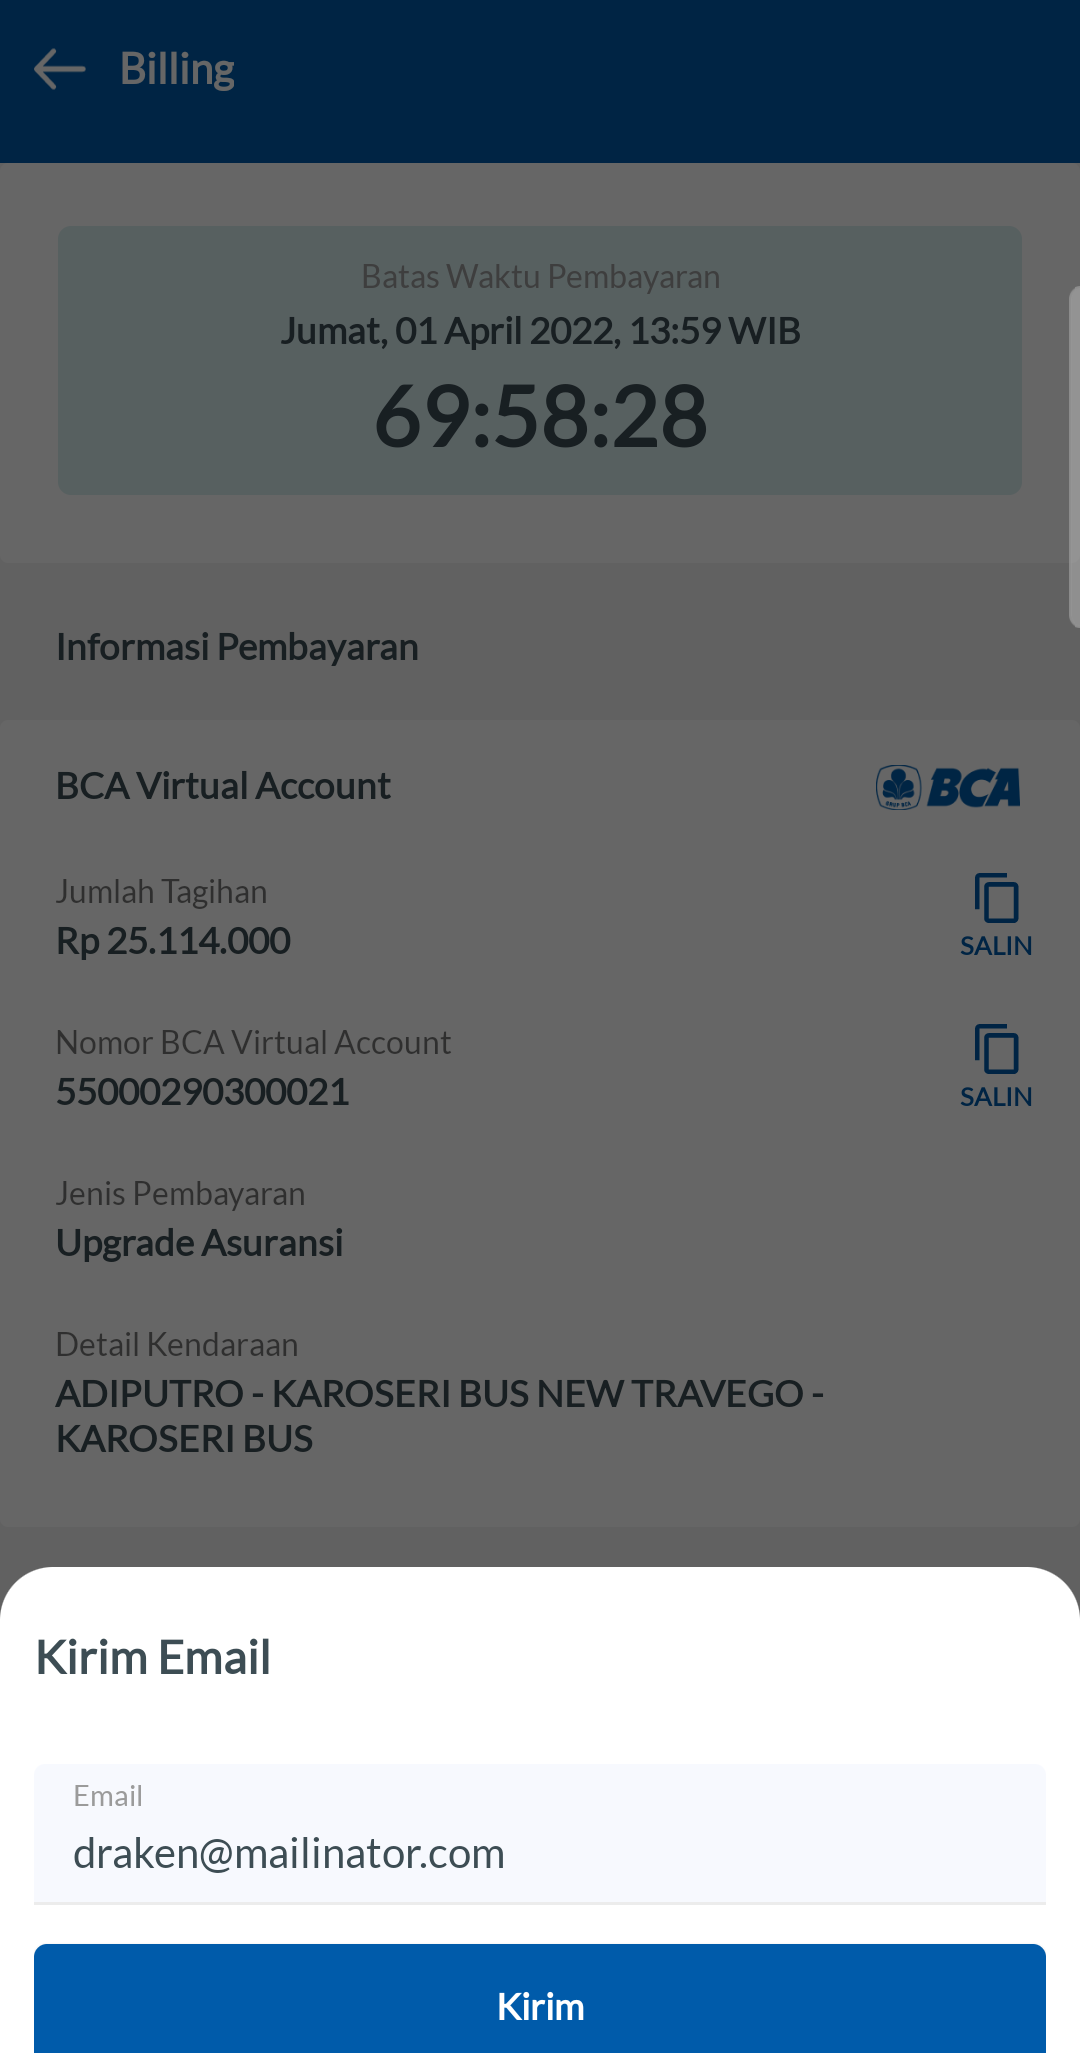 Billing
Batas Waktu Pembayaran
Jumat, 01 April 2022, 13:59 WIB
69:58:28
Informasi Pembayaran
BCA Virtual Account
BCA
Jumlah Tagihan
Rp 25.114.000
SALIN
Nomor BCA Virtual Account
55000290300021
SALIN
Jenis Pembayaran
Upgrade Asuransi
Detail Kendaraan
ADIPUTRO - KAROSERI BUS NEW TRAVEGO -
KAROSERI BUS
Kirim Email
Email
draken@mailinator.com
Kirim